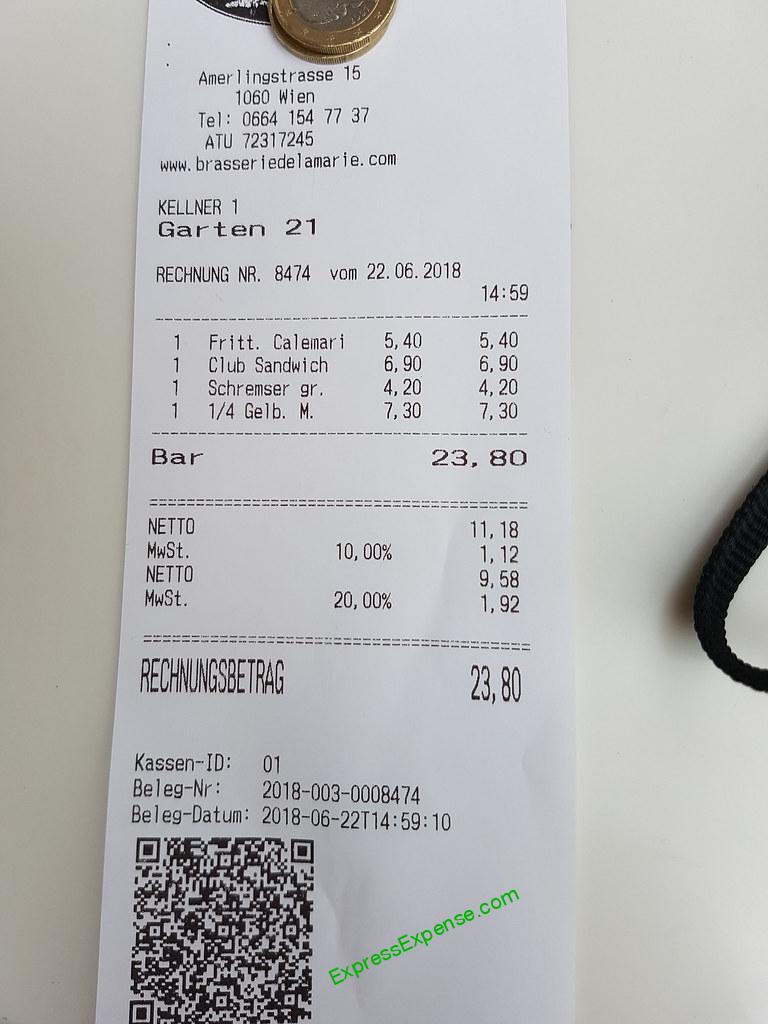 Amerlingstrasse 15
1060 Wien
Tel: 0664 154 77 37
ATU 72317245
www.brasseriedelamarie.com
KELLNER 1
Garten 21
RECHNUNG NR. 8474 vom 22.06.2018
14:59
1 Fritt. Calemari 5,40 5,40
1 Club Sandwich 6,90 6,90
1 Schremser gr. 4,20 4,20
1 1/4 Gelb. M. 7,30 7,30
Bar 23,80
NETTO 11,18
MwSt. 10,00% 1,12
NETTO 9,58
MwSt. 20,00% 1,92
RECHNUNGSBETRAG 23,80
Kassen-ID: 01
Beleg-Nr: 2018-003-0008474
Beleg-Datum: 2018-06-22T14:59:10
ExpressExpense.com